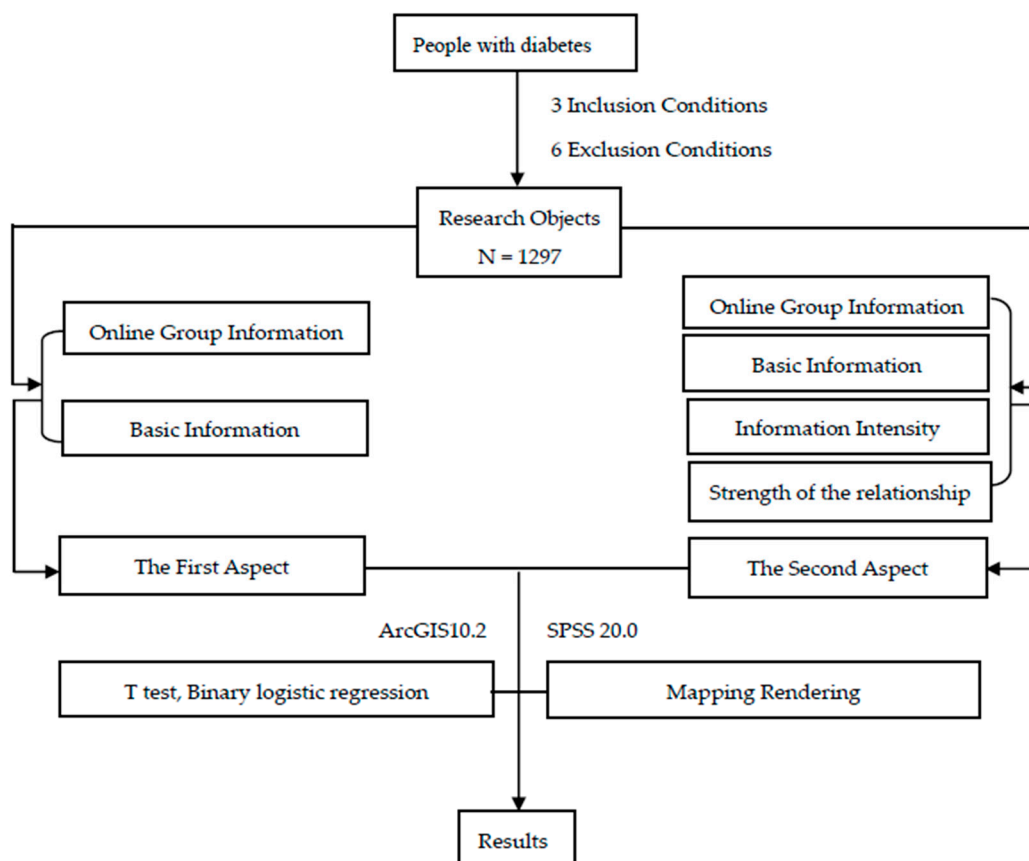 People with diabetes
3 Inclusion Conditions
6 Exclusion Conditions
Research Objects
N = 1297
Online Group Information
Basic Information
Online Group Information
Basic Information
Information Intensity
Strength of the relationship
The First Aspect
The Second Aspect
ArcGIS10.2
SPSS 20.0
T test, Binary logistic regression
Mapping Rendering
Results